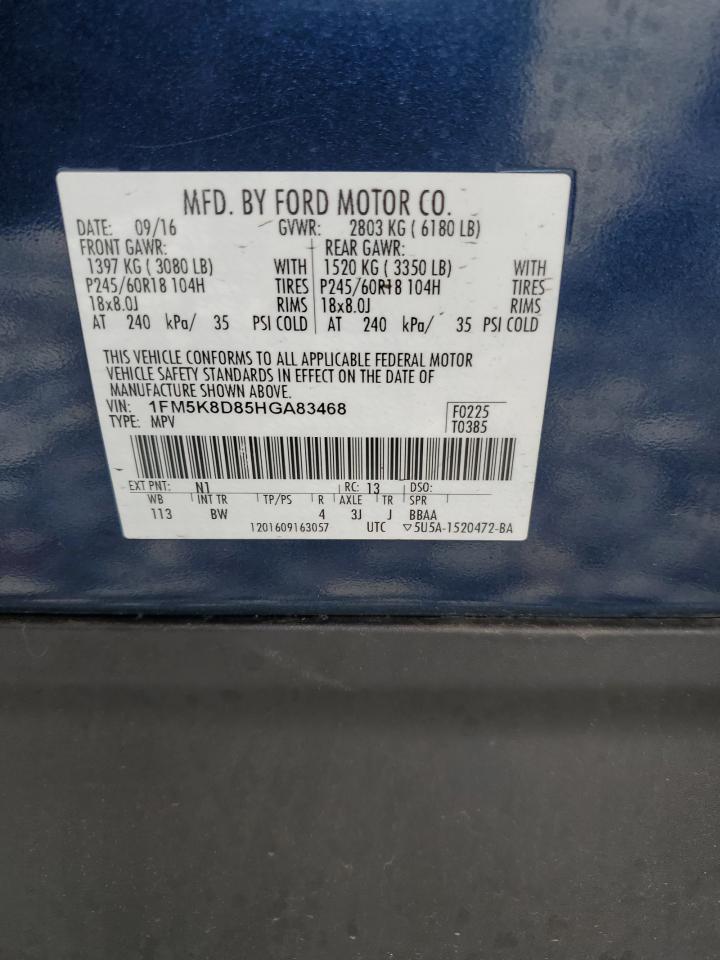 MFD. BY FORD MOTOR CO.
DATE: 09/16 GVWR: 2803 KG ( 6180 LB)
FRONT GAWR: REAR GAWR:
1397 KG ( 3080 LB) WITH 1520 KG ( 3350 LB) WITH
P245/60R18 104H TIRES P245/60R18 104H TIRES
18x8.0J RIMS 18x8.0J RIMS
AT 240 kPa/ 35 PSI COLD AT 240 kPa/ 35 PSI COLD
THIS VEHICLE CONFORMS TO ALL APPLICABLE FEDERAL MOTOR
VEHICLE SAFETY STANDARDS IN EFFECT ON THE DATE OF
MANUFACTURE SHOWN ABOVE.
VIN: 1FM5K8D85HGA83468 F0225
TYPE: MPV T0385
EXT PNT: N1 RC: 13 DSO:
WB INT TR TP/PS R AXLE TR SPR
113 BW 4 3J J BBAA
1201609163057 UTC ▽5U5A-1520472-BA